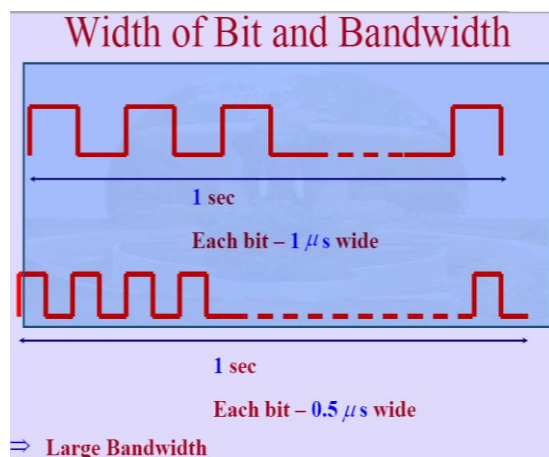 Width of Bit and Bandwidth
1 sec
Each bit – 1 μs wide
1 sec
Each bit – 0.5 μs wide
⇒ Large Bandwidth